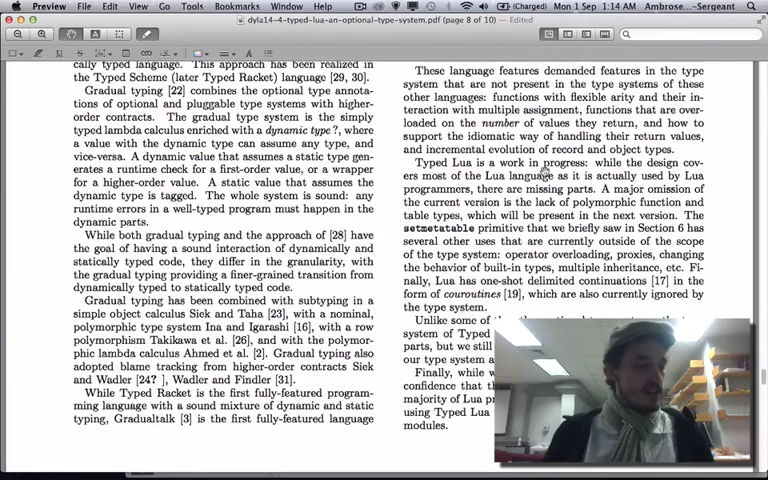 Preview File Edit View Go Tools Bookmarks Window Help (Charged) Mon 1 Sep 1:14 AM Ambrose...-Sergeant
dyla14-4-typed-lua-an-optional-type-system.pdf (page 8 of 10) — Edited
cally typed language. This approach has been realized in
the Typed Scheme (later Typed Racket) language [29, 30].
Gradual typing [22] combines the optional type annota-
tions of optional and pluggable type systems with higher-
order contracts. The gradual type system is the simply
typed lambda calculus enriched with a dynamic type ?, where
a value with the dynamic type can assume any type, and
vice-versa. A dynamic value that assumes a static type gen-
erates a runtime check for a first-order value, or a wrapper
for a higher-order value. A static value that assumes the
dynamic type is tagged. The whole system is sound: any
runtime errors in a well-typed program must happen in the
dynamic parts.
While both gradual typing and the approach of [28] have
the goal of having a sound interaction of dynamically and
statically typed code, they differ in the granularity, with
the gradual typing providing a finer-grained transition from
dynamically typed to statically typed code.
Gradual typing has been combined with subtyping in a
simple object calculus Siek and Taha [23], with a nominal,
polymorphic type system Ina and Igarashi [16], with a row
polymorphism Takikawa et al. [26], and with the polymor-
phic lambda calculus Ahmed et al. [2]. Gradual typing also
adopted blame tracking from higher-order contracts Siek
and Wadler [24? ], Wadler and Findler [31].
While Typed Racket is the first fully-featured program-
ming language with a sound mixture of dynamic and static
typing, Gradualtalk [3] is the first fully-featured language
These language features demanded features in the type
system that are not present in the type systems of these
other languages: functions with flexible arity and their in-
teraction with multiple assignment, functions that are over-
loaded on the number of values they return, and how to
support the idiomatic way of handling their return values,
and incremental evolution of record and object types.
Typed Lua is a work in progress: while the design cov-
ers most of the Lua language as it is actually used by Lua
programmers, there are missing parts. A major omission of
the current version is the lack of polymorphic function and
table types, which will be present in the next version. The
setmetatable primitive that we briefly saw in Section 6 has
several other uses that are currently outside of the scope
of the type system: operator overloading, proxies, changing
the behavior of built-in types, multiple inheritance, etc. Fi-
nally, Lua has one-shot delimited continuations [17] in the
form of couroutines [19], which are also currently ignored by
the type system.
Unlike some of the
system of Typed
parts, but we still
our type system a
Finally, while w
confidence that th
majority of Lua p
using Typed Lua
modules.